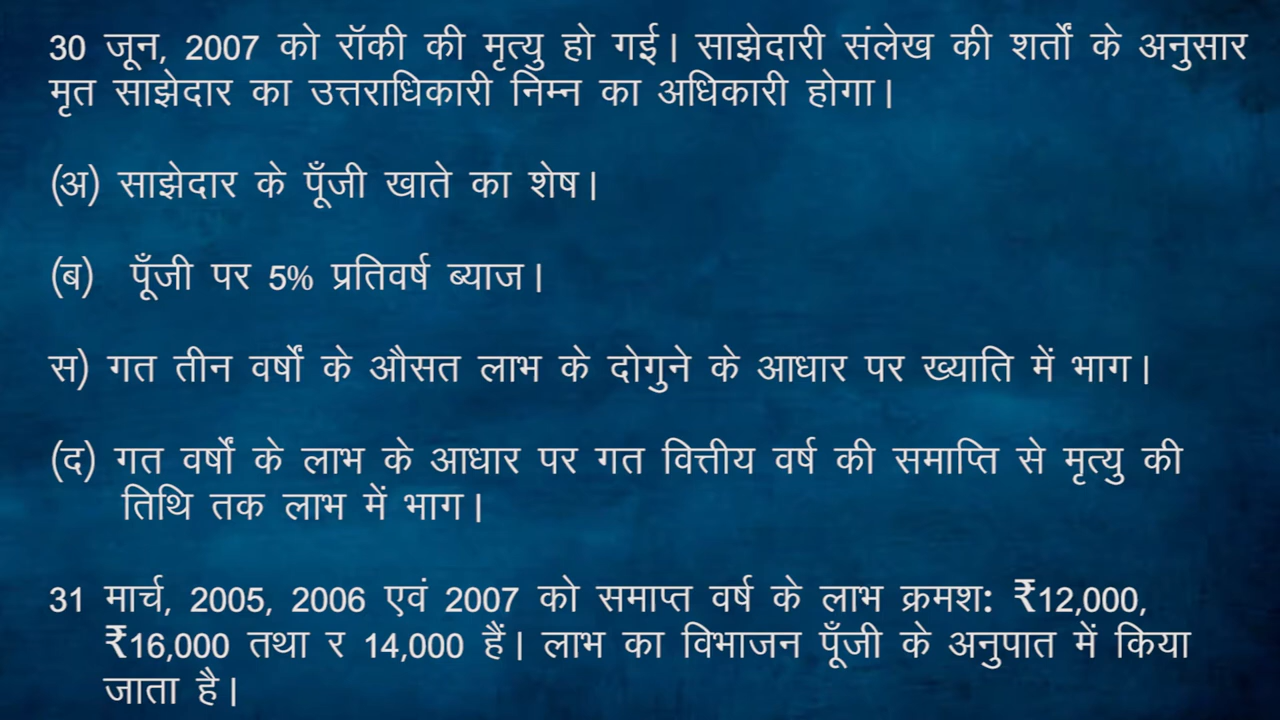 30 जून, 2007 को रॉकी की मृत्यु हो गई। साझेदारी संलेख की शर्तों के अनुसार
मृत साझेदार का उत्तराधिकारी निम्न का अधिकारी होगा।
(अ) साझेदार के पूँजी खाते का शेष।
(ब) पूँजी पर 5% प्रतिवर्ष ब्याज।
स) गत तीन वर्षों के औसत लाभ के दोगुने के आधार पर ख्याति में भाग।
(द) गत वर्षों के लाभ के आधार पर गत वित्तीय वर्ष की समाप्ति से मृत्यु की
तिथि तक लाभ में भाग।
31 मार्च, 2005, 2006 एवं 2007 को समाप्त वर्ष के लाभ क्रमश: ₹12,000,
₹16,000 तथा र 14,000 हैं। लाभ का विभाजन पूँजी के अनुपात में किया
जाता है।